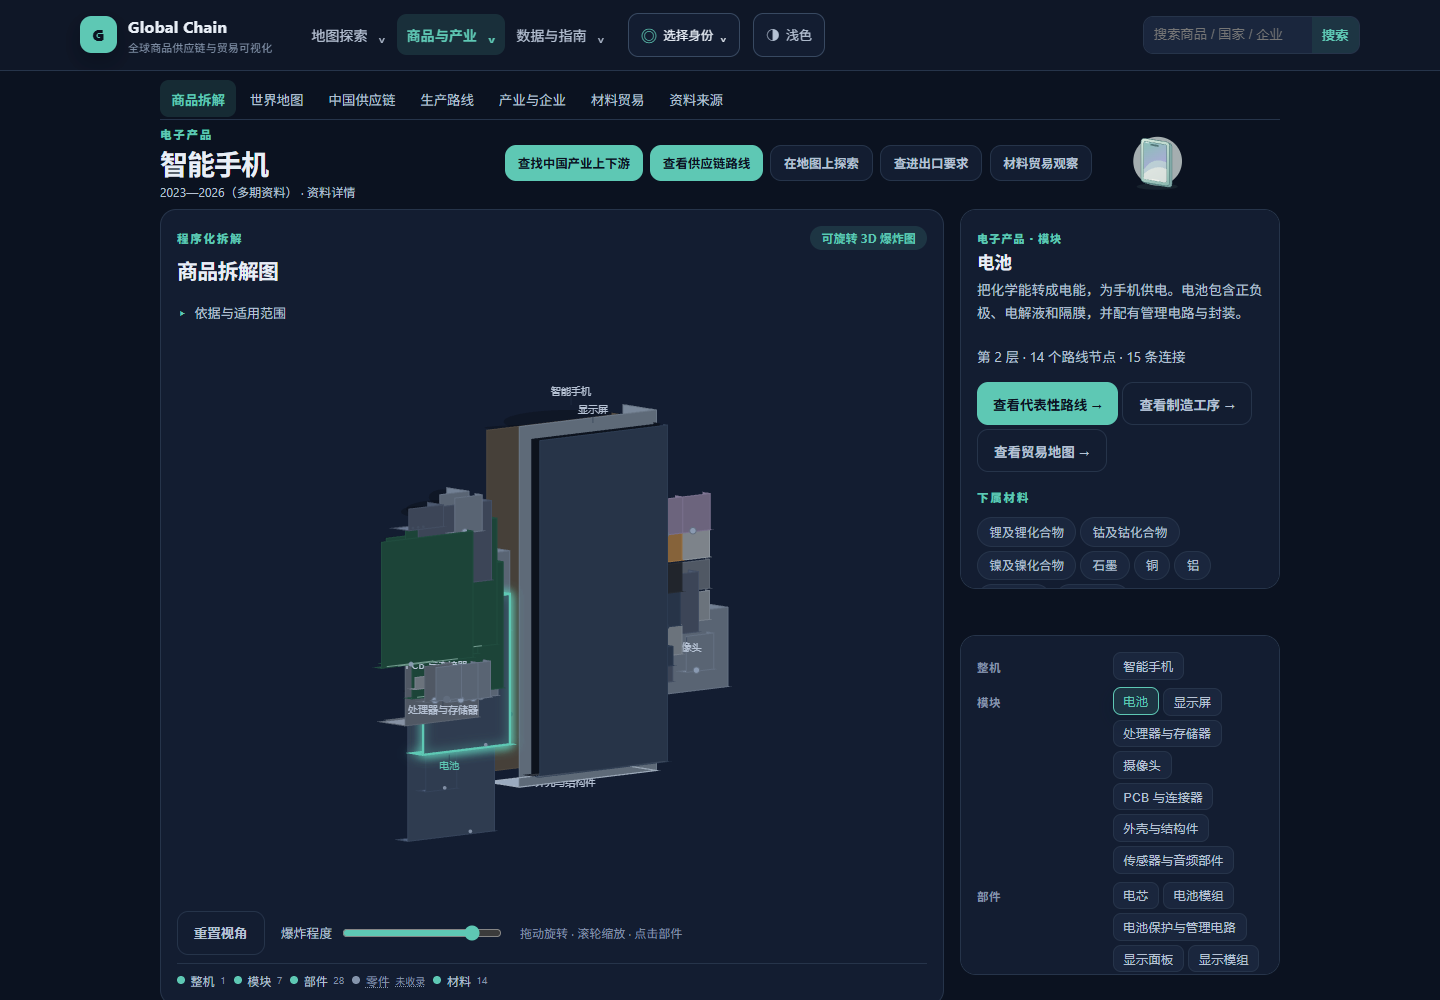 G
Global Chain
全球商品供应链与贸易可视化
地图探索
商品与产业
数据与指南
选择身份
浅色
搜索商品 / 国家 / 企业
搜索
商品拆解
世界地图
中国供应链
生产路线
产业与企业
材料贸易
资料来源
电子产品
智能手机
2023—2026（多期资料） · 资料详情
查找中国产业上下游
查看供应链路线
在地图上探索
查进出口要求
材料贸易观察
程序化拆解
可旋转 3D 爆炸图
商品拆解图
依据与适用范围
智能手机
显示屏
像头
处理器与存储器
电池
重置视角
爆炸程度
拖动旋转 · 滚轮缩放 · 点击部件
整机 1
模块 7
部件 28
零件 未收录
材料 14
电子产品 · 模块
电池
把化学能转成电能，为手机供电。电池包含正负
极、电解液和隔膜，并配有管理电路与封装。
第 2 层 · 14 个路线节点 · 15 条连接
查看代表性路线 →
查看制造工序 →
查看贸易地图 →
下属材料
锂及锂化合物
钴及钴化合物
镍及镍化合物
石墨
铜
铝
整机
智能手机
模块
电池
显示屏
处理器与存储器
摄像头
PCB 与连接器
外壳与结构件
传感器与音频部件
部件
电芯
电池模组
电池保护与管理电路
显示面板
显示模组